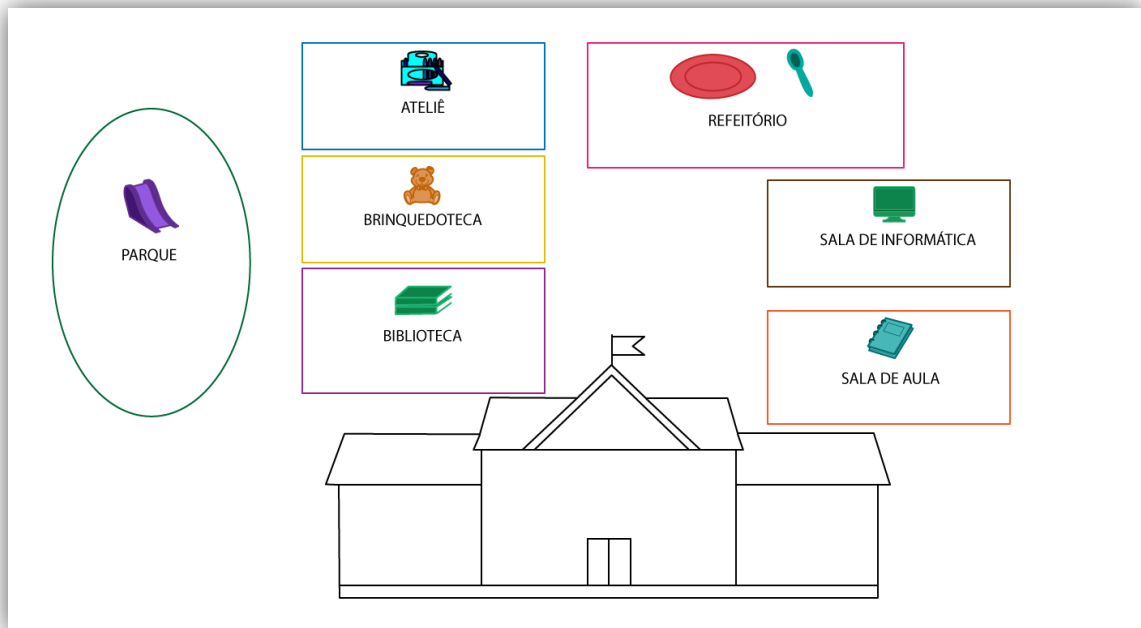 ATELIÊ
REFEITÓRIO
BRINQUEDOTECA
SALA DE INFORMÁTICA
PARQUE
BIBLIOTECA
SALA DE AULA